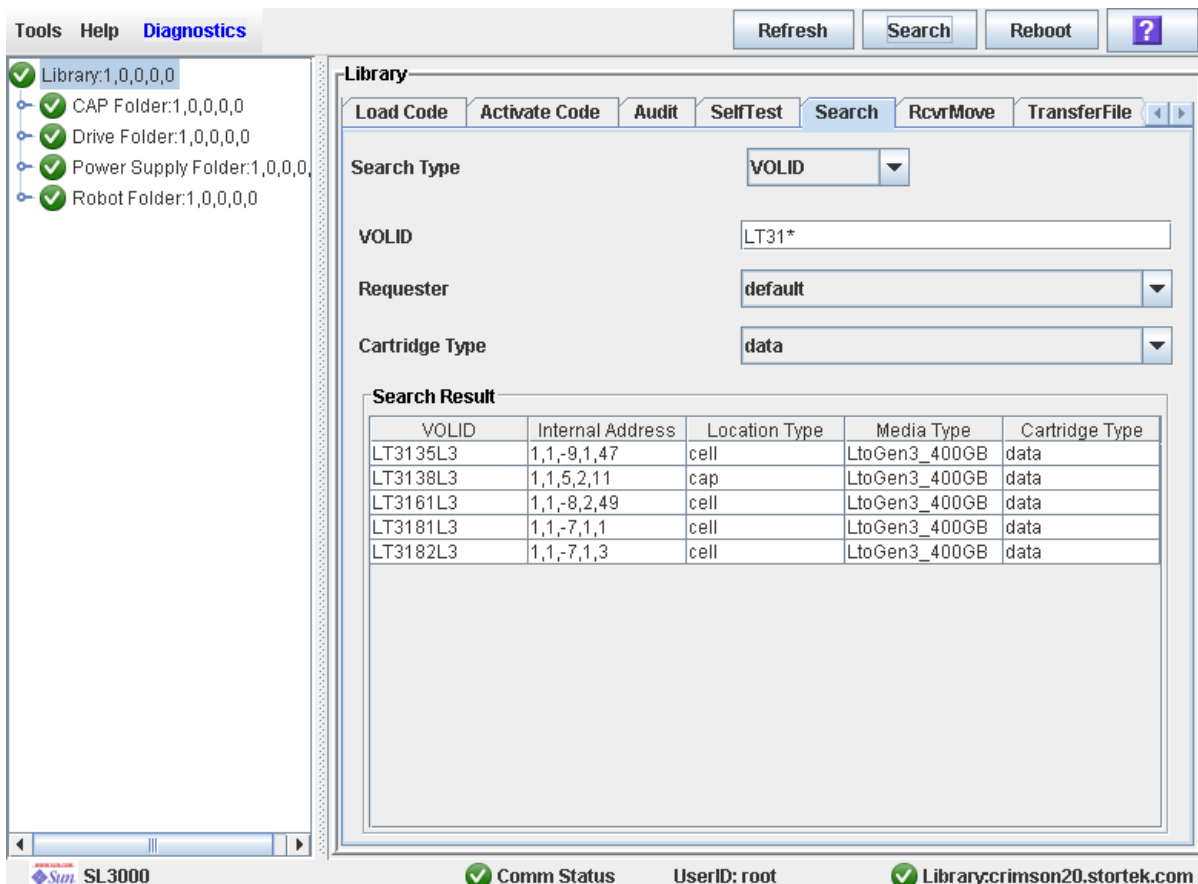 Tools Help Diagnostics Refresh Search Reboot ?
Library:1,0,0,0,0
CAP Folder:1,0,0,0,0
Drive Folder:1,0,0,0,0
Power Supply Folder:1,0,0,0,
Robot Folder:1,0,0,0,0
Library
Load Code Activate Code Audit SelfTest Search RcvrMove TransferFile
Search Type VOLID
VOLID LT31*
Requester default
Cartridge Type data
Search Result
VOLID Internal Address Location Type Media Type Cartridge Type
LT3135L3 1,1,-9,1,47 cell LtoGen3_400GB data
LT3138L3 1,1,5,2,11 cap LtoGen3_400GB data
LT3161L3 1,1,-8,2,49 cell LtoGen3_400GB data
LT3181L3 1,1,-7,1,1 cell LtoGen3_400GB data
LT3182L3 1,1,-7,1,3 cell LtoGen3_400GB data
Sun SL3000 Comm Status UserID: root Library:crimson20.stortek.com